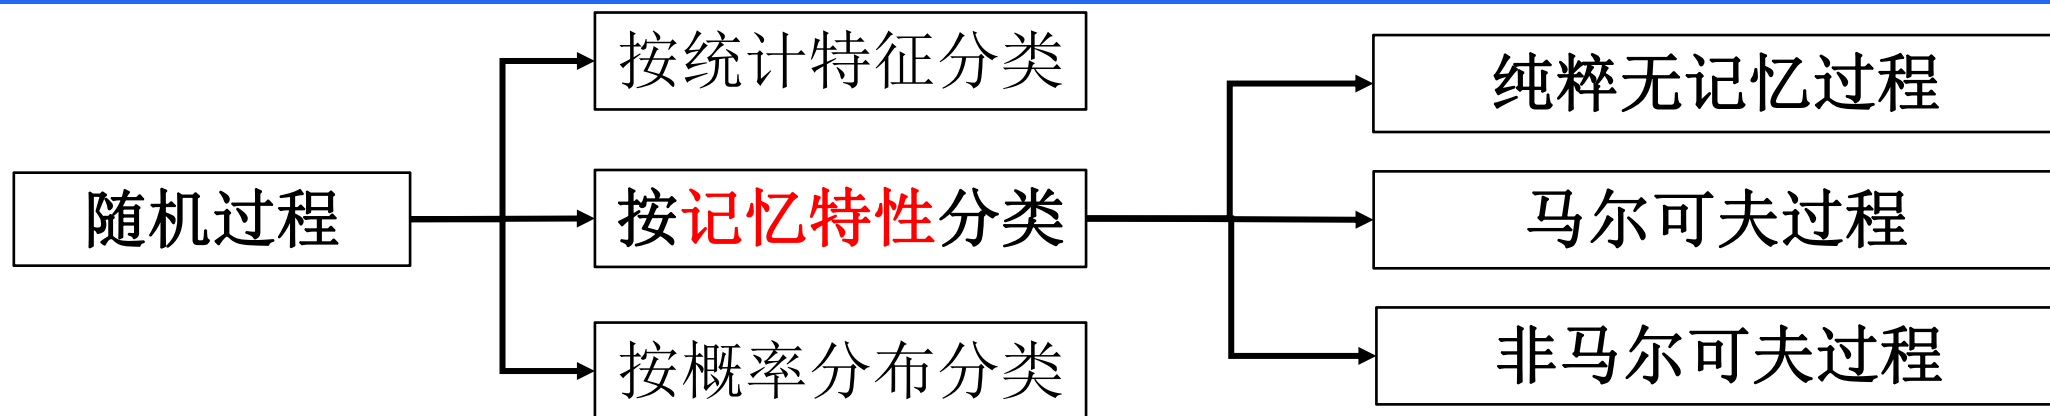 随机过程
按统计特征分类
按记忆特性分类
按概率分布分类
纯粹无记忆过程
马尔可夫过程
非马尔可夫过程